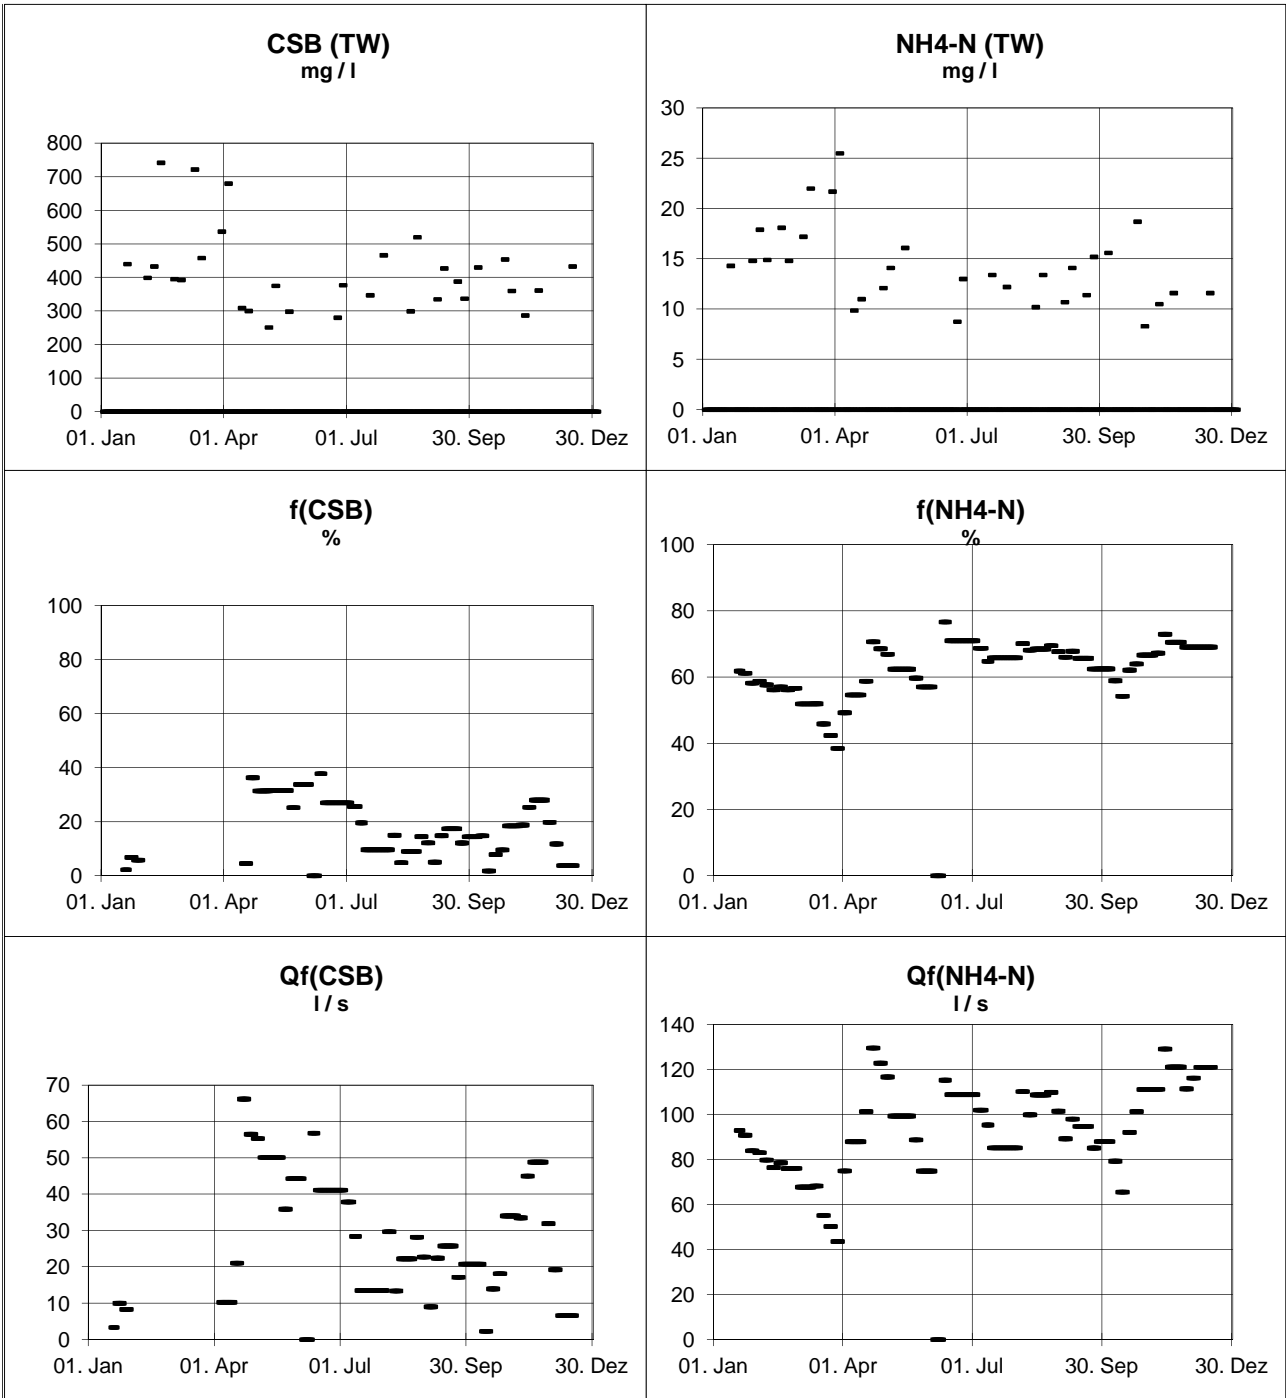 CSB (TW)
mg / l
800
700
600
500
400
300
200
100
0
01. Jan 01. Apr 01. Jul 30. Sep 30. Dez
NH4-N (TW)
mg / l
30
25
20
15
10
5
0
01. Jan 01. Apr 01. Jul 30. Sep 30. Dez
f(CSB)
%
100
80
60
40
20
0
01. Jan 01. Apr 01. Jul 30. Sep 30. Dez
f(NH4-N)
%
100
80
60
40
20
0
01. Jan 01. Apr 01. Jul 30. Sep 30. Dez
Qf(CSB)
l / s
70
60
50
40
30
20
10
0
01. Jan 01. Apr 01. Jul 30. Sep 30. Dez
Qf(NH4-N)
l / s
140
120
100
80
60
40
20
0
01. Jan 01. Apr 01. Jul 30. Sep 30. Dez